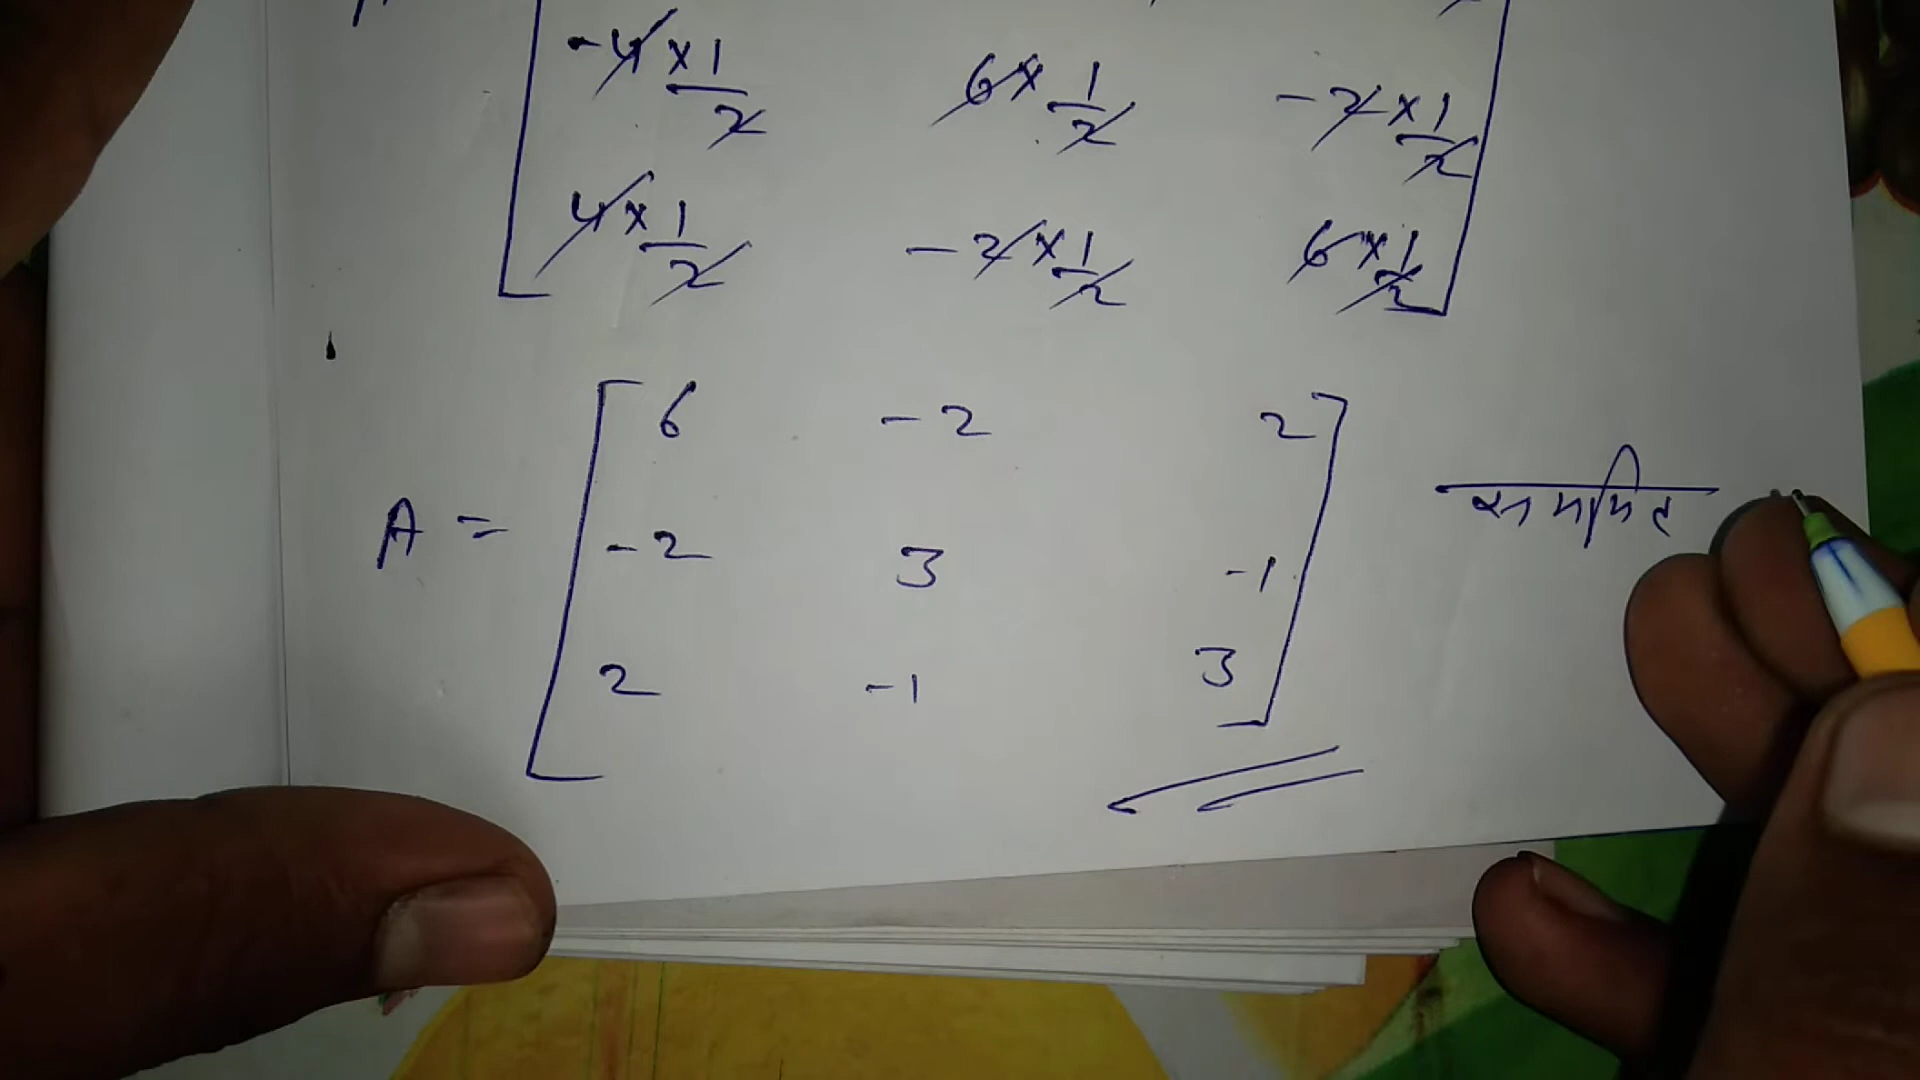 -4 × 1/2 6 × 1/2 -2 × 1/2
4 × 1/2 -2 × 1/2 6 × 1/2
A = [ 6 -2 2
-2 3 -1
2 -1 3 ]
सममित